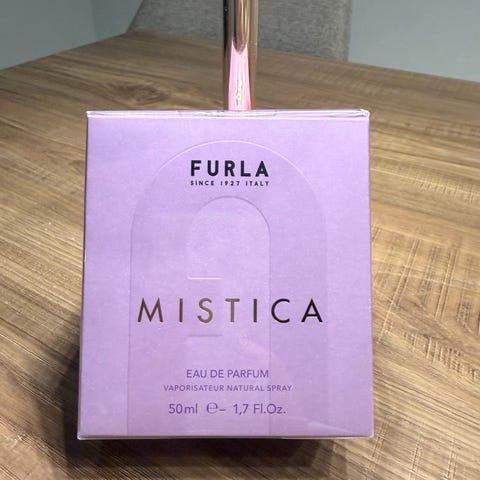 FURLA
SINCE 1927 ITALY
MISTICA
EAU DE PARFUM
VAPORISATEUR NATURAL SPRAY
50ml ℮– 1,7 Fl.Oz.